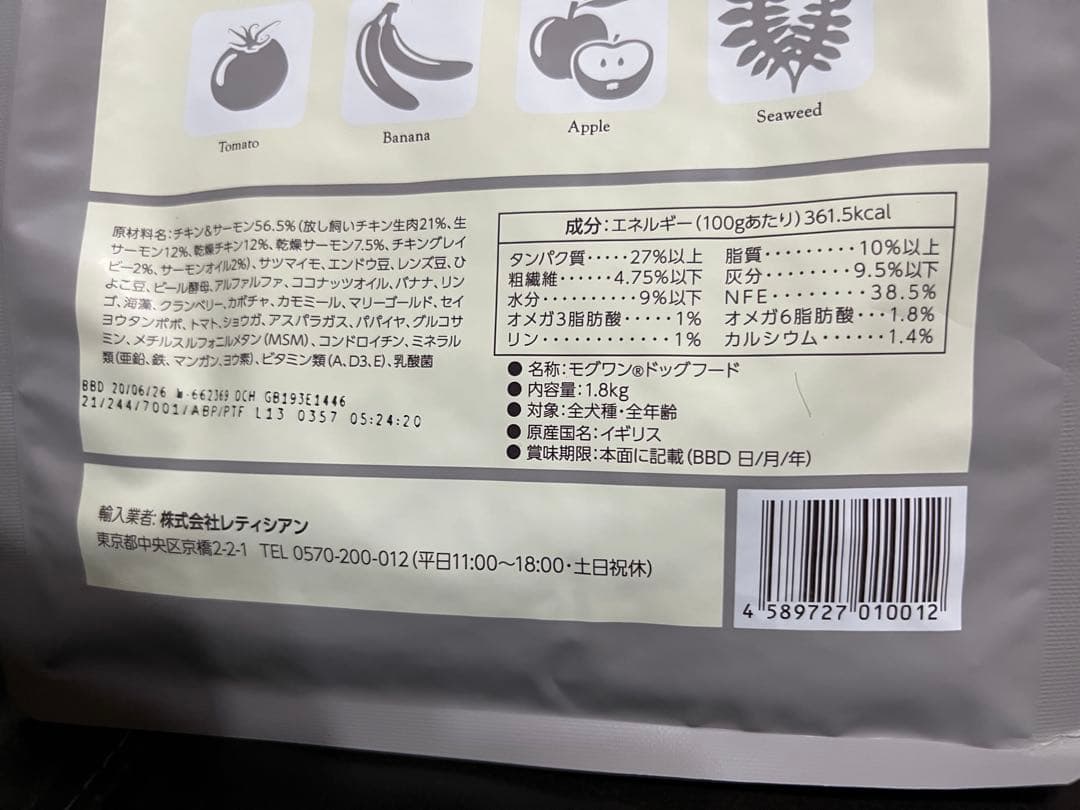 Tomato
Banana
Apple
Seaweed
原材料名:チキン&サーモン56.5%(放し飼いチキン生肉21%、生
サーモン12%、乾燥チキン12%、乾燥サーモン7.5%、チキングレイ
ビー2%、サーモンオイル2%)、サツマイモ、エンドウ豆、レンズ豆、ひ
よこ豆、ビール酵母、アルファルファ、ココナッツオイル、バナナ、リン
ゴ、海藻、クランベリー、カボチャ、カモミール、マリーゴールド、セイ
ヨウタンポポ、トマト、ショウガ、アスパラガス、パパイヤ、グルコサ
ミン、メチルスルフォニルメタン(MSM)、コンドロイチン、ミネラル
類(亜鉛、鉄、マンガン、ヨウ素)、ビタミン類(A、D3、E)、乳酸菌
BBD 20/06/26 W-662369 OCH GB193E1446
21/244/7001/ABP/PTF L13 0357 05:24:20
成分:エネルギー(100gあたり)361.5kcal
タンパク質・・・・・27%以上 脂質・・・・・・・・10%以上
粗繊維・・・・・4.75%以下 灰分・・・・・・・・9.5%以下
水分・・・・・・・・・・9%以下 NFE・・・・・・・・38.5%
オメガ3脂肪酸・・・・・1% オメガ6脂肪酸・・・1.8%
リン・・・・・・・・・・・・・1% カルシウム・・・・・・1.4%
●名称:モグワン®ドッグフード
●内容量:1.8kg
●対象:全犬種・全年齢
●原産国名:イギリス
●賞味期限:本面に記載(BBD 日/月/年)
輸入業者:株式会社レティシアン
東京都中央区京橋2-2-1 TEL 0570-200-012(平日11:00〜18:00・土日祝休)
4 589727 010012